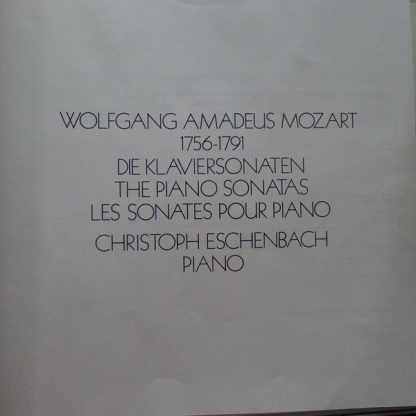 WOLFGANG AMADEUS MOZART
1756-1791
DIE KLAVIERSONATEN
THE PIANO SONATAS
LES SONATES POUR PIANO
CHRISTOPH ESCHENBACH
PIANO